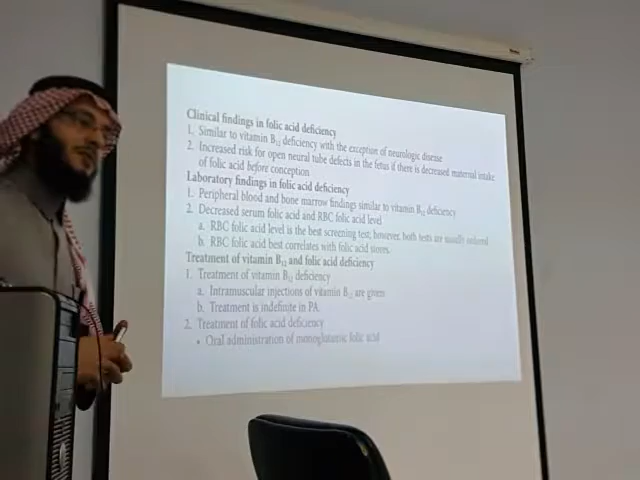 Clinical findings in folic acid deficiency
1. Similar to vitamin B₁₂ deficiency with the exception of neurologic disease
2. Increased risk for open neural tube defects in the fetus if there is decreased maternal intake
of folic acid before conception
Laboratory findings in folic acid deficiency
1. Peripheral blood and bone marrow findings similar to vitamin B₁₂ deficiency
2. Decreased serum folic acid and RBC folic acid level
a. RBC folic acid level is the best screening test; however, both tests are usually ordered
b. RBC folic acid best correlates with folic acid stores.
Treatment of vitamin B₁₂ and folic acid deficiency
1. Treatment of vitamin B₁₂ deficiency
a. Intramuscular injections of vitamin B₁₂ are given
b. Treatment is indefinite in PA.
2. Treatment of folic acid deficiency
• Oral administration of monoglutamic folic acid